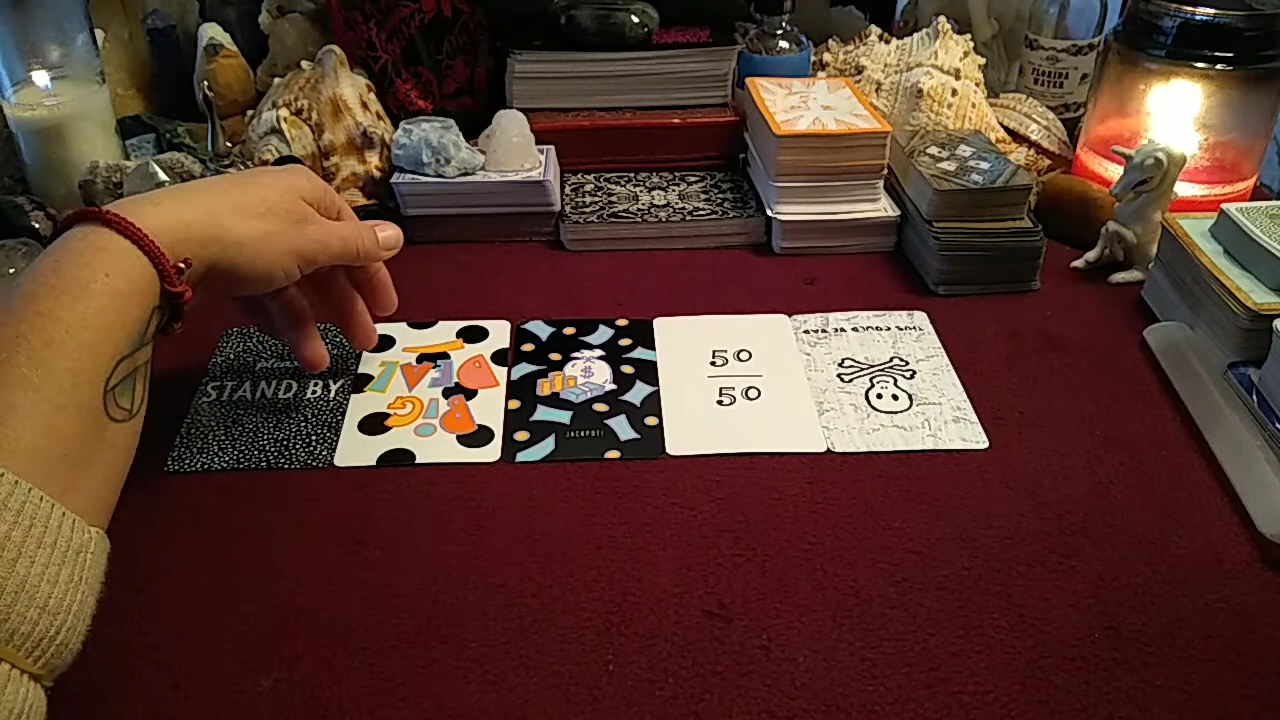 FLORIDA
WATER
STAND BY
BIG
DEAL
JACKPOT!
50
50
THIS COULD BE BAD